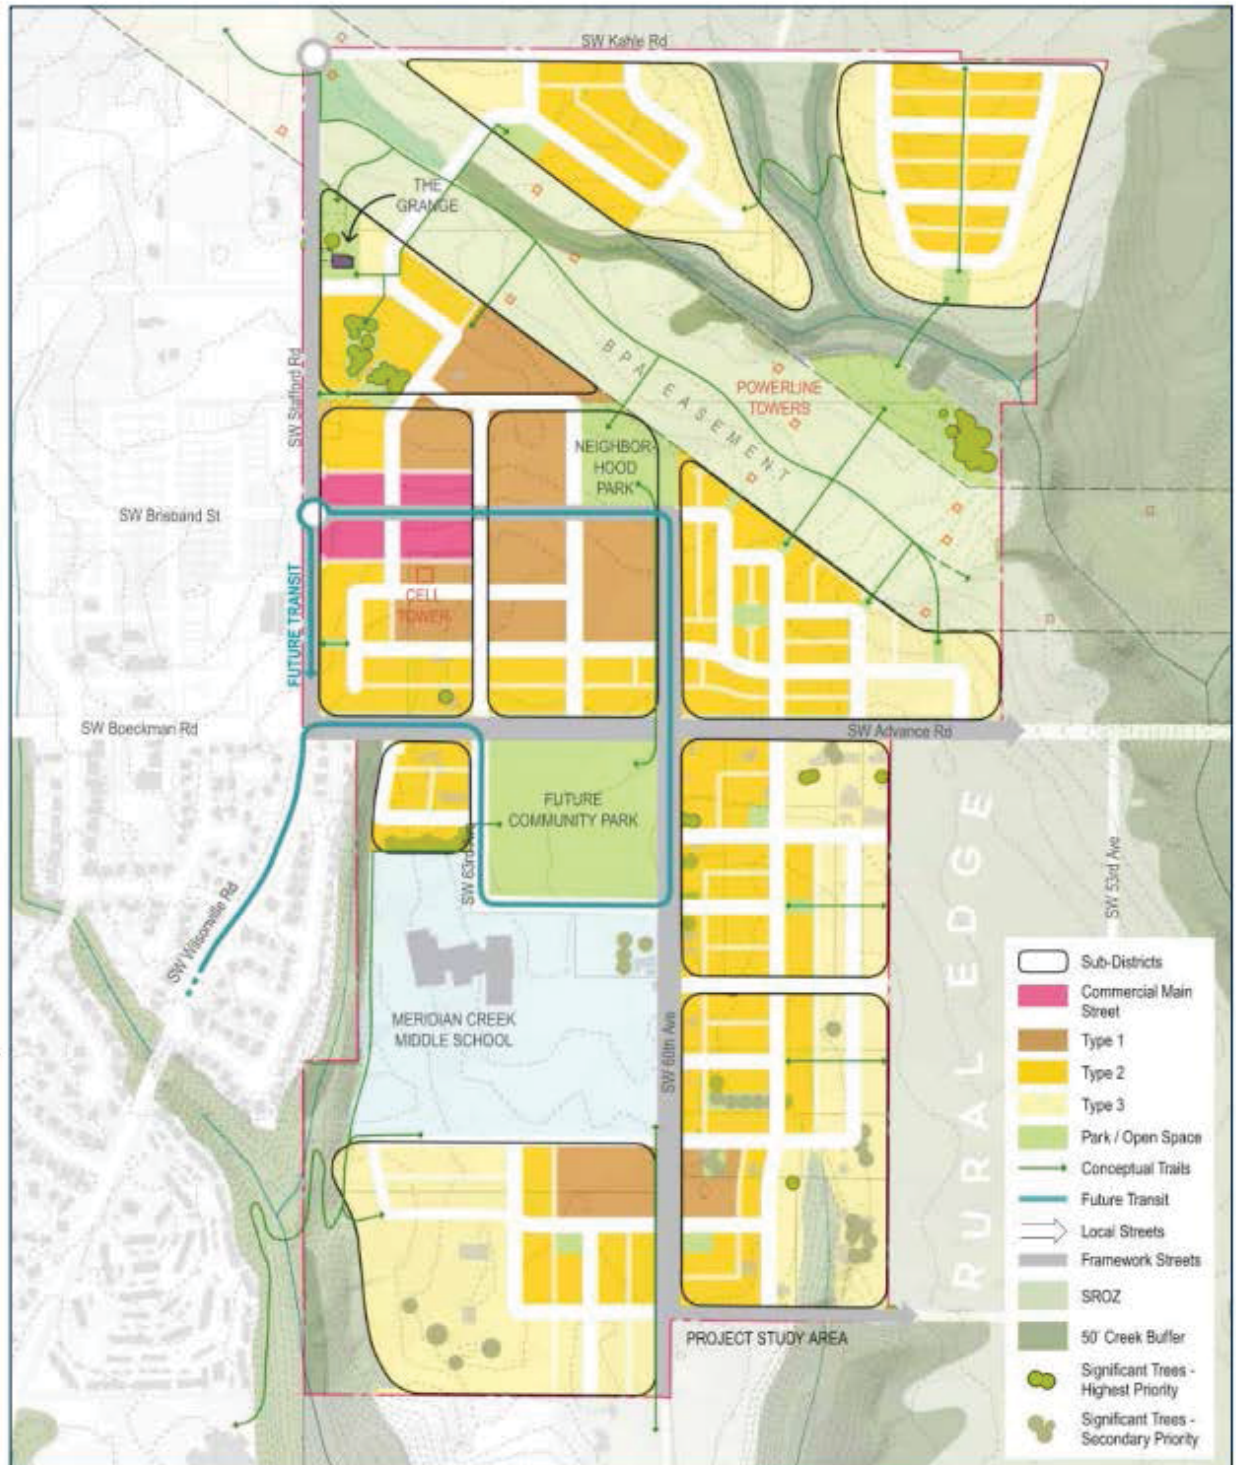 SW Kahle Rd
THE
GRANGE
SW Stafford Rd
BPA EASEMENT
POWERLINE
TOWERS
NEIGHBOR-
HOOD
PARK
SW Brisband St
FUTURE TRANSIT
CELL
TOWER
SW Boeckman Rd
SW Advance Rd
FUTURE
COMMUNITY PARK
SW 63rd Ave
SW 53rd Ave
SW Wilsonville Rd
RURAL EDGE
MERIDIAN CREEK
MIDDLE SCHOOL
SW 60th Ave
PROJECT STUDY AREA
Sub-Districts
Commercial Main
Street
Type 1
Type 2
Type 3
Park / Open Space
Conceptual Trails
Future Transit
Local Streets
Framework Streets
SROZ
50' Creek Buffer
Significant Trees -
Highest Priority
Significant Trees -
Secondary Priority